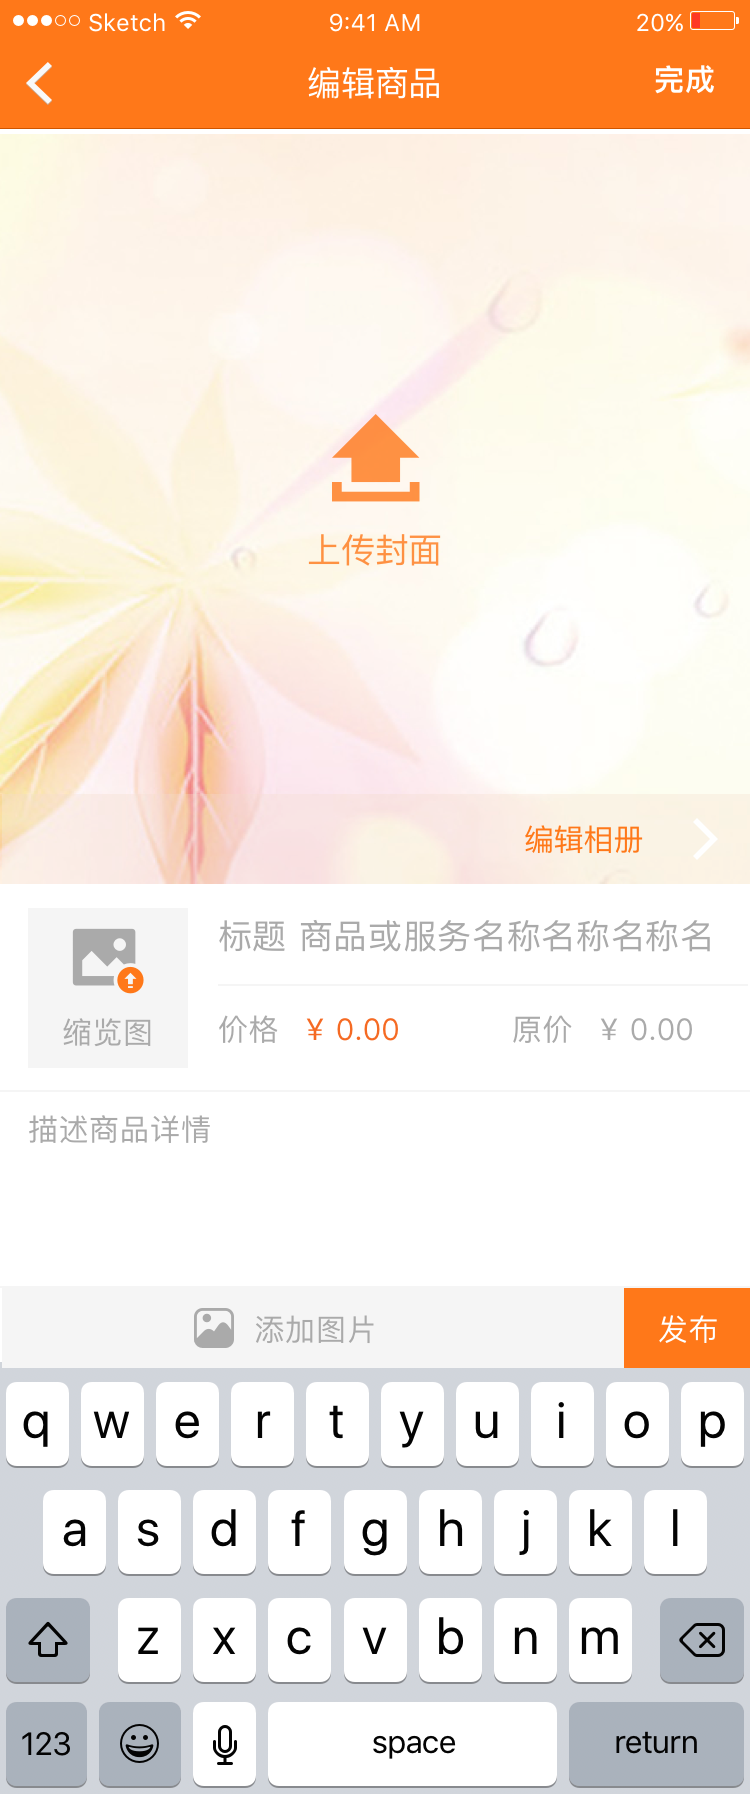 Sketch 9:41 AM 20%
编辑商品 完成
上传封面
编辑相册
标题 商品或服务名称名称名称名
缩览图
价格 ¥ 0.00 原价 ¥ 0.00
描述商品详情
添加图片 发布
q w e r t y u i o p
a s d f g h j k l
z x c v b n m
123 space return